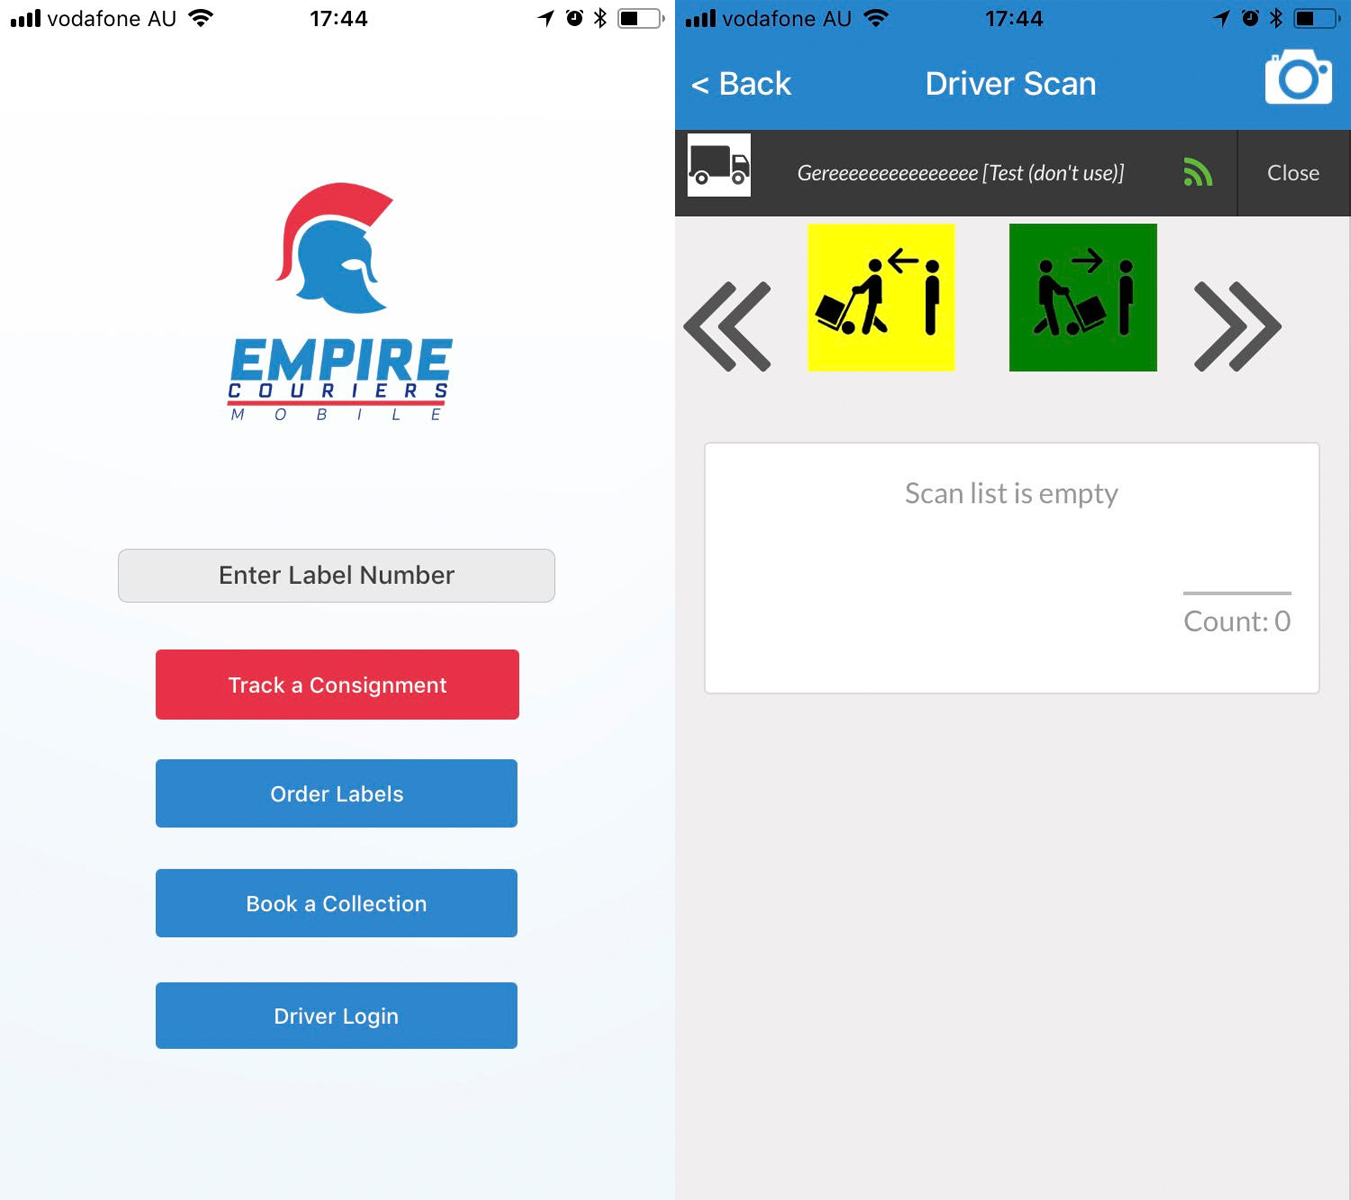 vodafone AU
17:44
EMPIRE
COURIERS
MOBILE
Enter Label Number
Track a Consignment
Order Labels
Book a Collection
Driver Login
vodafone AU
17:44
< Back
Driver Scan
Gereeeeeeeeeeeeeee [Test (don't use)]
Close
Scan list is empty
Count: 0